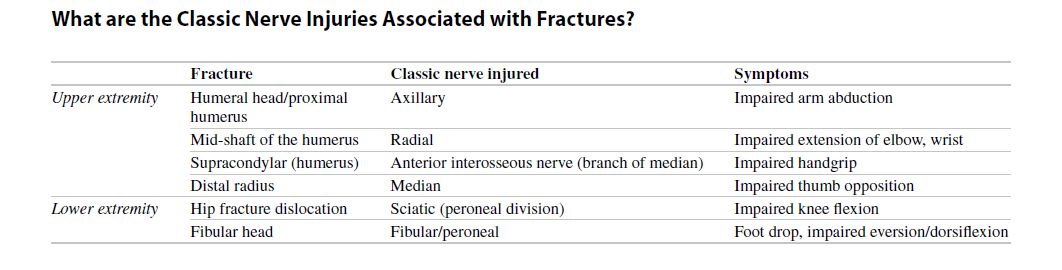 What are the Classic Nerve Injuries Associated with Fractures?
Fracture Classic nerve injured Symptoms
Upper extremity Humeral head/proximal humerus Axillary Impaired arm abduction
Mid-shaft of the humerus Radial Impaired extension of elbow, wrist
Supracondylar (humerus) Anterior interosseous nerve (branch of median) Impaired handgrip
Distal radius Median Impaired thumb opposition
Lower extremity Hip fracture dislocation Sciatic (peroneal division) Impaired knee flexion
Fibular head Fibular/peroneal Foot drop, impaired eversion/dorsiflexion